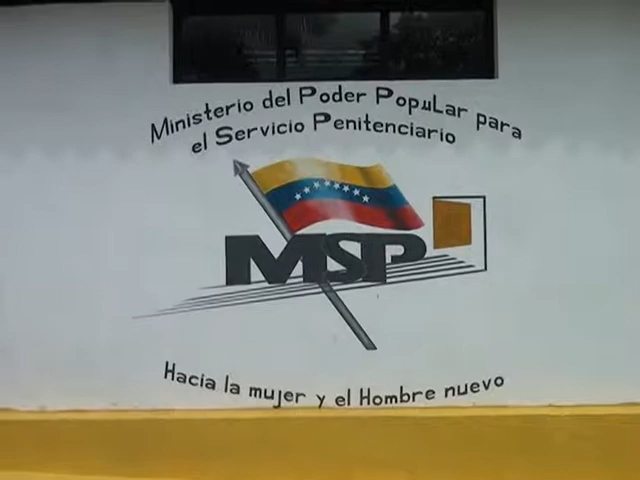 Ministerio del Poder Popular para
el Servicio Penitenciario
MSP
Hacia la mujer y el Hombre nuevo